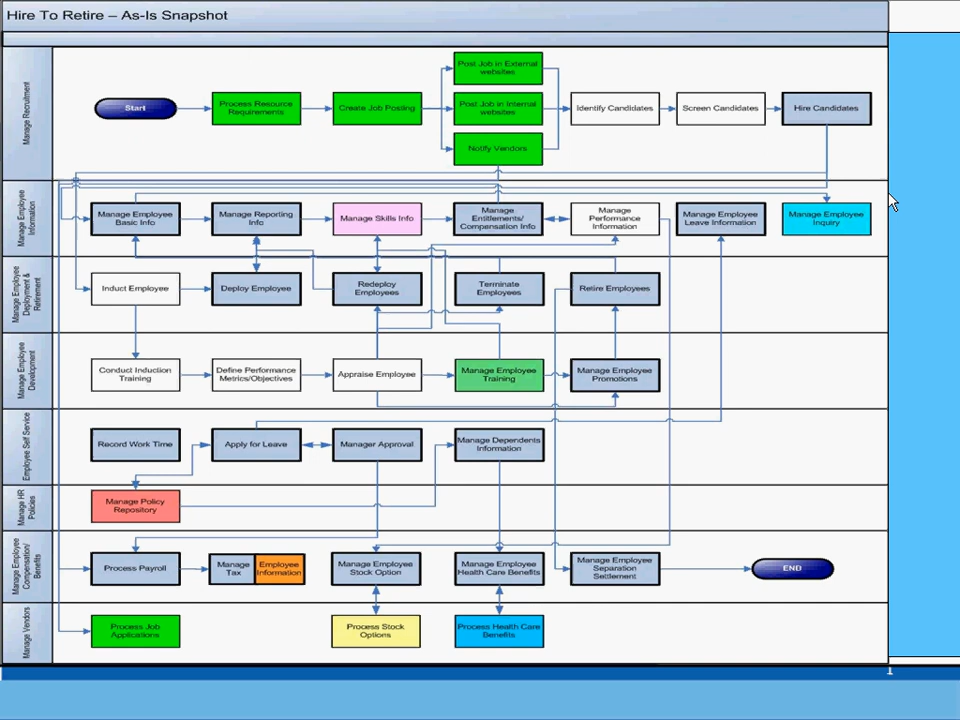 Hire To Retire – As-Is Snapshot
Manage Recruitment
Start
Process Resource
Requirements
Create Job Posting
Post Job in External
websites
Post Job in Internal
websites
Notify Vendors
Identify Candidates
Screen Candidates
Hire Candidates
Manage Employee
Information
Manage Employee
Basic Info
Manage Reporting
Info
Manage Skills Info
Manage
Entitlements/
Compensation Info
Manage
Performance
Information
Manage Employee
Leave Information
Manage Employee
Inquiry
Manage Employee
Deployment &
Retirement
Induct Employee
Deploy Employee
Redeploy
Employees
Terminate
Employees
Retire Employees
Manage Employee
Development
Conduct Induction
Training
Define Performance
Metrics/Objectives
Appraise Employee
Manage Employee
Training
Manage Employee
Promotions
Employee Self Service
Record Work Time
Apply for Leave
Manager Approval
Manage Dependents
Information
Manage HR
Policies
Manage Policy
Repository
Manage Employee
Compensation/
Benefits
Process Payroll
Manage
Tax
Employee
Information
Manage Employee
Stock Option
Manage Employee
Health Care Benefits
Manage Employee
Separation
Settlement
END
Manage Vendors
Process Job
Applications
Process Stock
Options
Process Health Care
Benefits
1